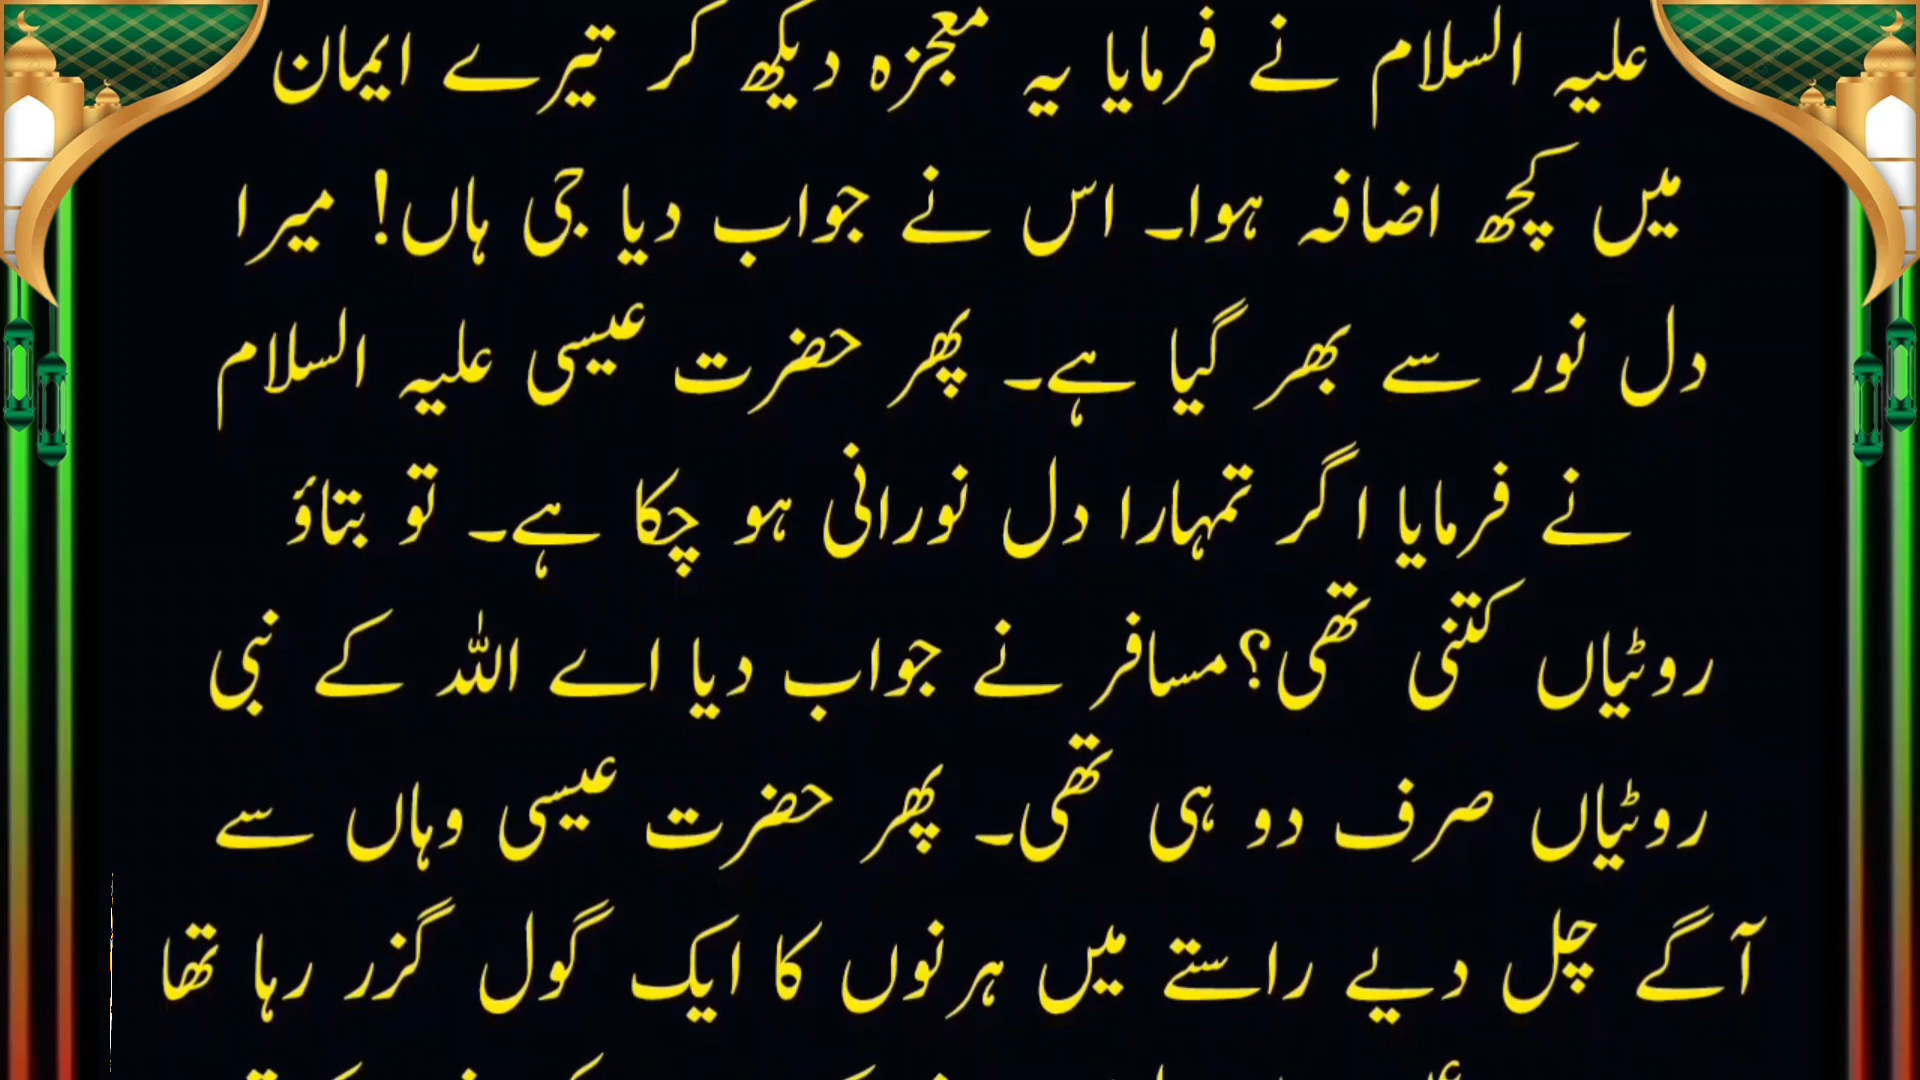 علیہ السلام نے فرمایا یہ معجزہ دیکھ کر تیرے ایمان
میں کچھ اضافہ ہوا۔ اس نے جواب دیا جی ہاں! میرا
دل نور سے بھر گیا ہے۔ پھر حضرت عیسی علیہ السلام
نے فرمایا اگر تمہارا دل نورانی ہو چکا ہے۔ تو بتاؤ
روٹیاں کتنی تھی؟ مسافر نے جواب دیا اے اللہ کے نبی
روٹیاں صرف دو ہی تھی۔ پھر حضرت عیسی وہاں سے
آگے چل دیے راستے میں ہرنوں کا ایک گول گزر رہا تھا